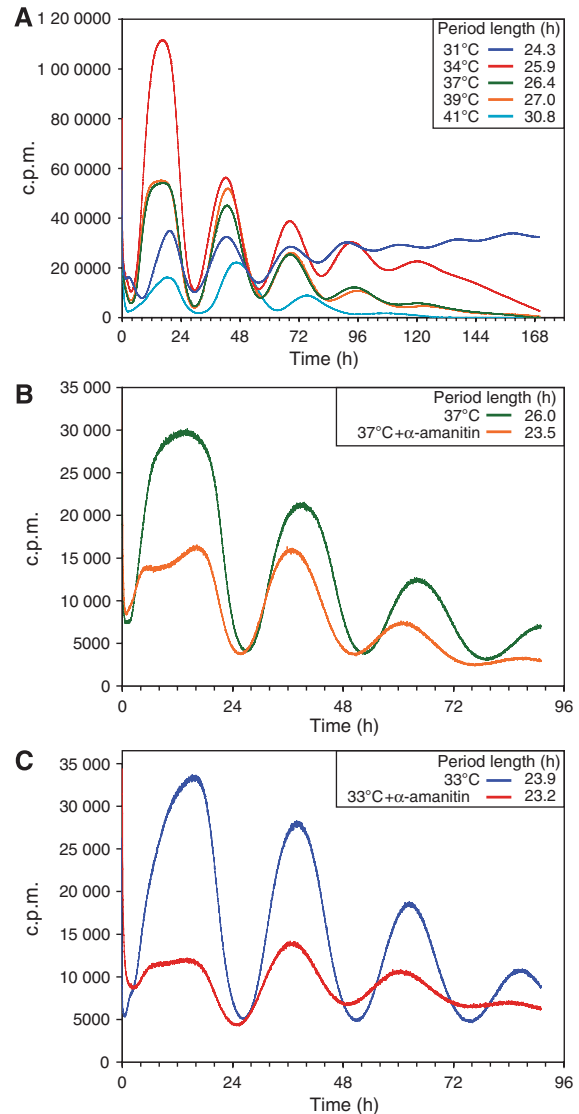 A
Period length (h)
31°C 24.3
34°C 25.9
37°C 26.4
39°C 27.0
41°C 30.8
1 20 0000
1 00 0000
80 0000
60 0000
40 0000
20 0000
0
c.p.m.
0 24 48 72 96 120 144 168
Time (h)
B
Period length (h)
37°C 26.0
37°C+α-amanitin 23.5
35 000
30 000
25 000
20 000
15 000
10 000
5000
0
c.p.m.
0 24 48 72 96
Time (h)
C
Period length (h)
33°C 23.9
33°C+α-amanitin 23.2
35 000
30 000
25 000
20 000
15 000
10 000
5000
0
c.p.m.
0 24 48 72 96
Time (h)